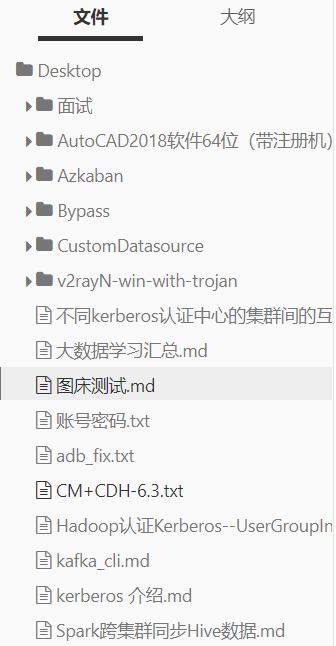 文件 大纲
Desktop
面试
AutoCAD2018软件64位（带注册机）
Azkaban
Bypass
CustomDatasource
v2rayN-win-with-trojan
不同kerberos认证中心的集群间的互
大数据学习汇总.md
图床测试.md
账号密码.txt
adb_fix.txt
CM+CDH-6.3.txt
Hadoop认证Kerberos--UserGroupIn
kafka_cli.md
kerberos 介绍.md
Spark跨集群同步Hive数据.md